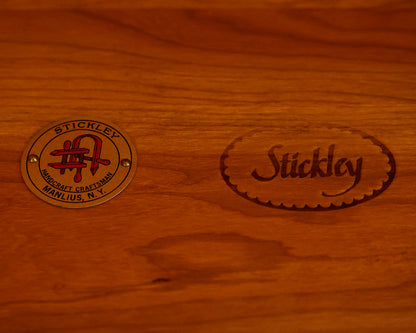 STICKLEY
HANDCRAFT CRAFTSMAN
MANLIUS, N.Y.
Stickley